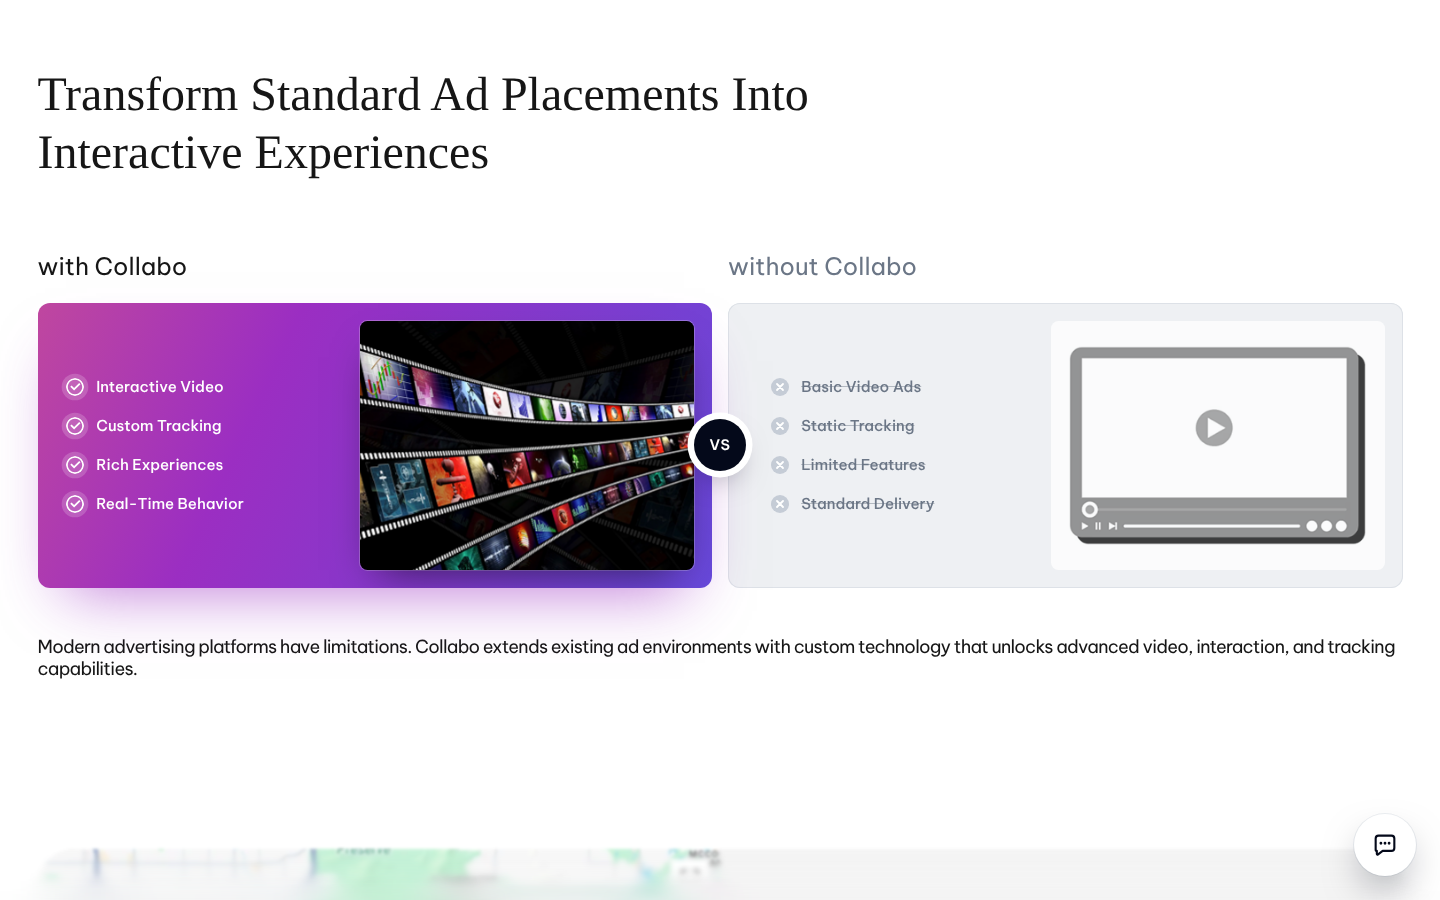 Transform Standard Ad Placements Into
Interactive Experiences
with Collabo
Interactive Video
Custom Tracking
Rich Experiences
Real-Time Behavior
VS
without Collabo
Basic Video Ads
Static Tracking
Limited Features
Standard Delivery
Modern advertising platforms have limitations. Collabo extends existing ad environments with custom technology that unlocks advanced video, interaction, and tracking
capabilities.